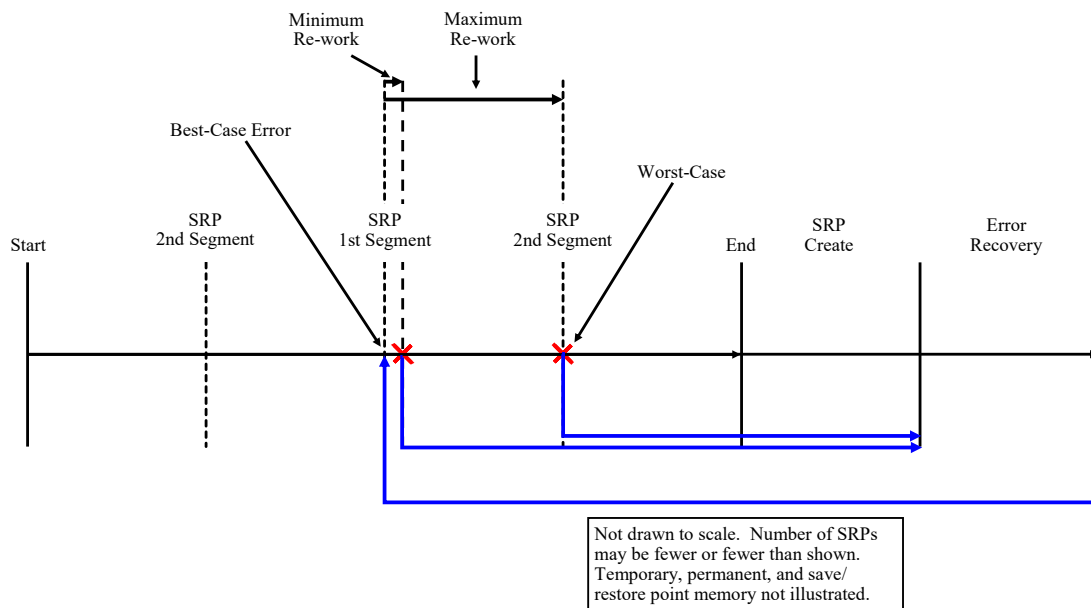 Minimum
Re-work
Maximum
Re-work
Best-Case Error
Worst-Case
Start
SRP
2nd Segment
SRP
1st Segment
SRP
2nd Segment
End
SRP
Create
Error
Recovery
Not drawn to scale.  Number of SRPs
may be fewer or fewer than shown.
Temporary, permanent, and save/
restore point memory not illustrated.